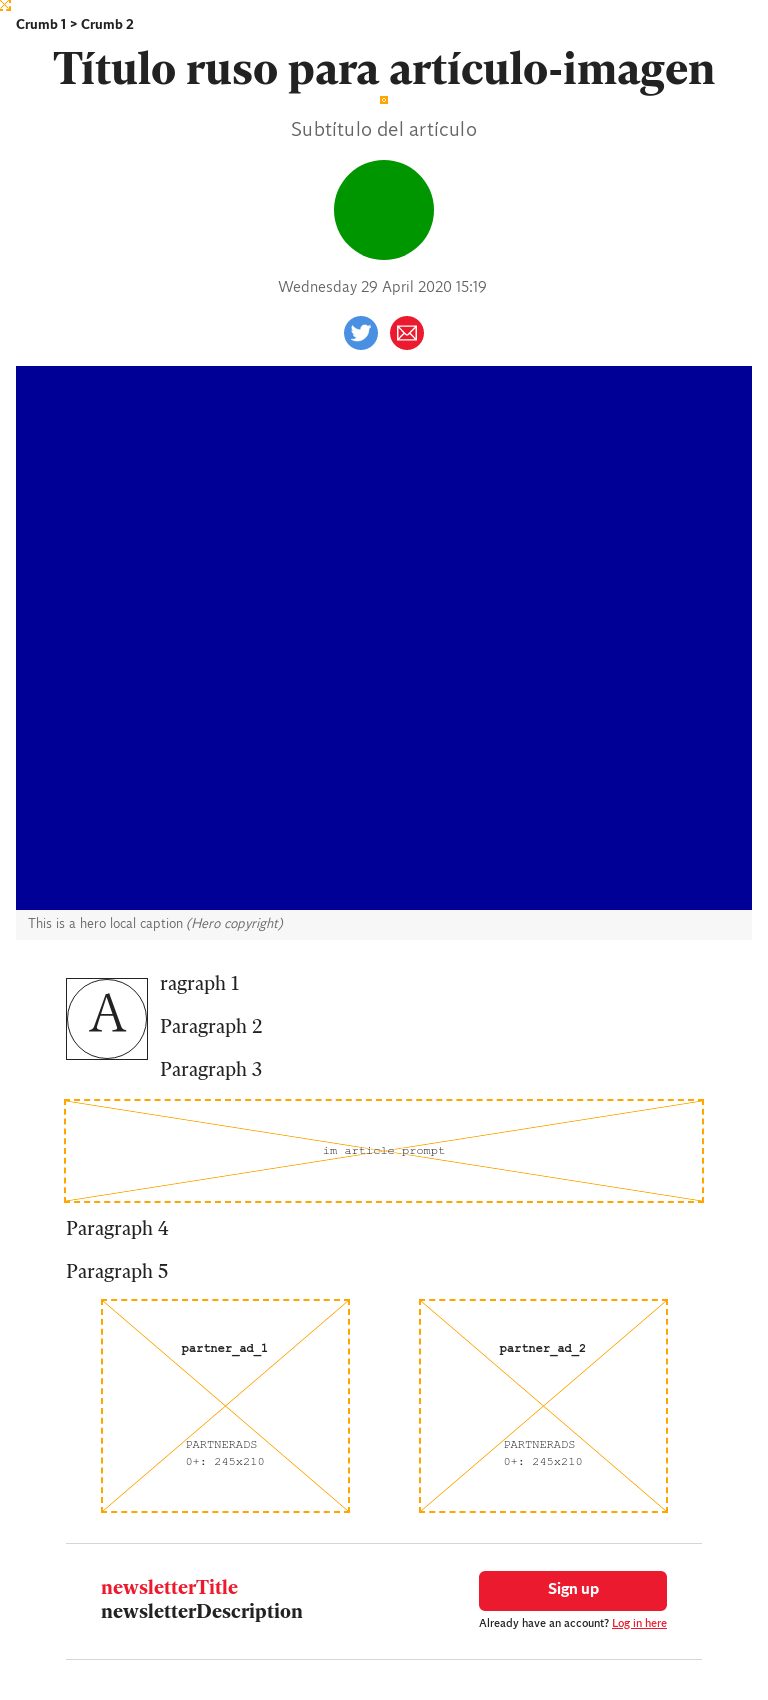 Crumb 1 > Crumb 2
Título ruso para artículo-imagen
Subtítulo del artículo
Wednesday 29 April 2020 15:19
This is a hero local caption (Hero copyright)
A
ragraph 1
Paragraph 2
Paragraph 3
im article prompt
Paragraph 4
Paragraph 5
partner_ad_1
PARTNERADS
0+: 245x210
partner_ad_2
PARTNERADS
0+: 245x210
newsletterTitle
newsletterDescription
Sign up
Already have an account? Log in here